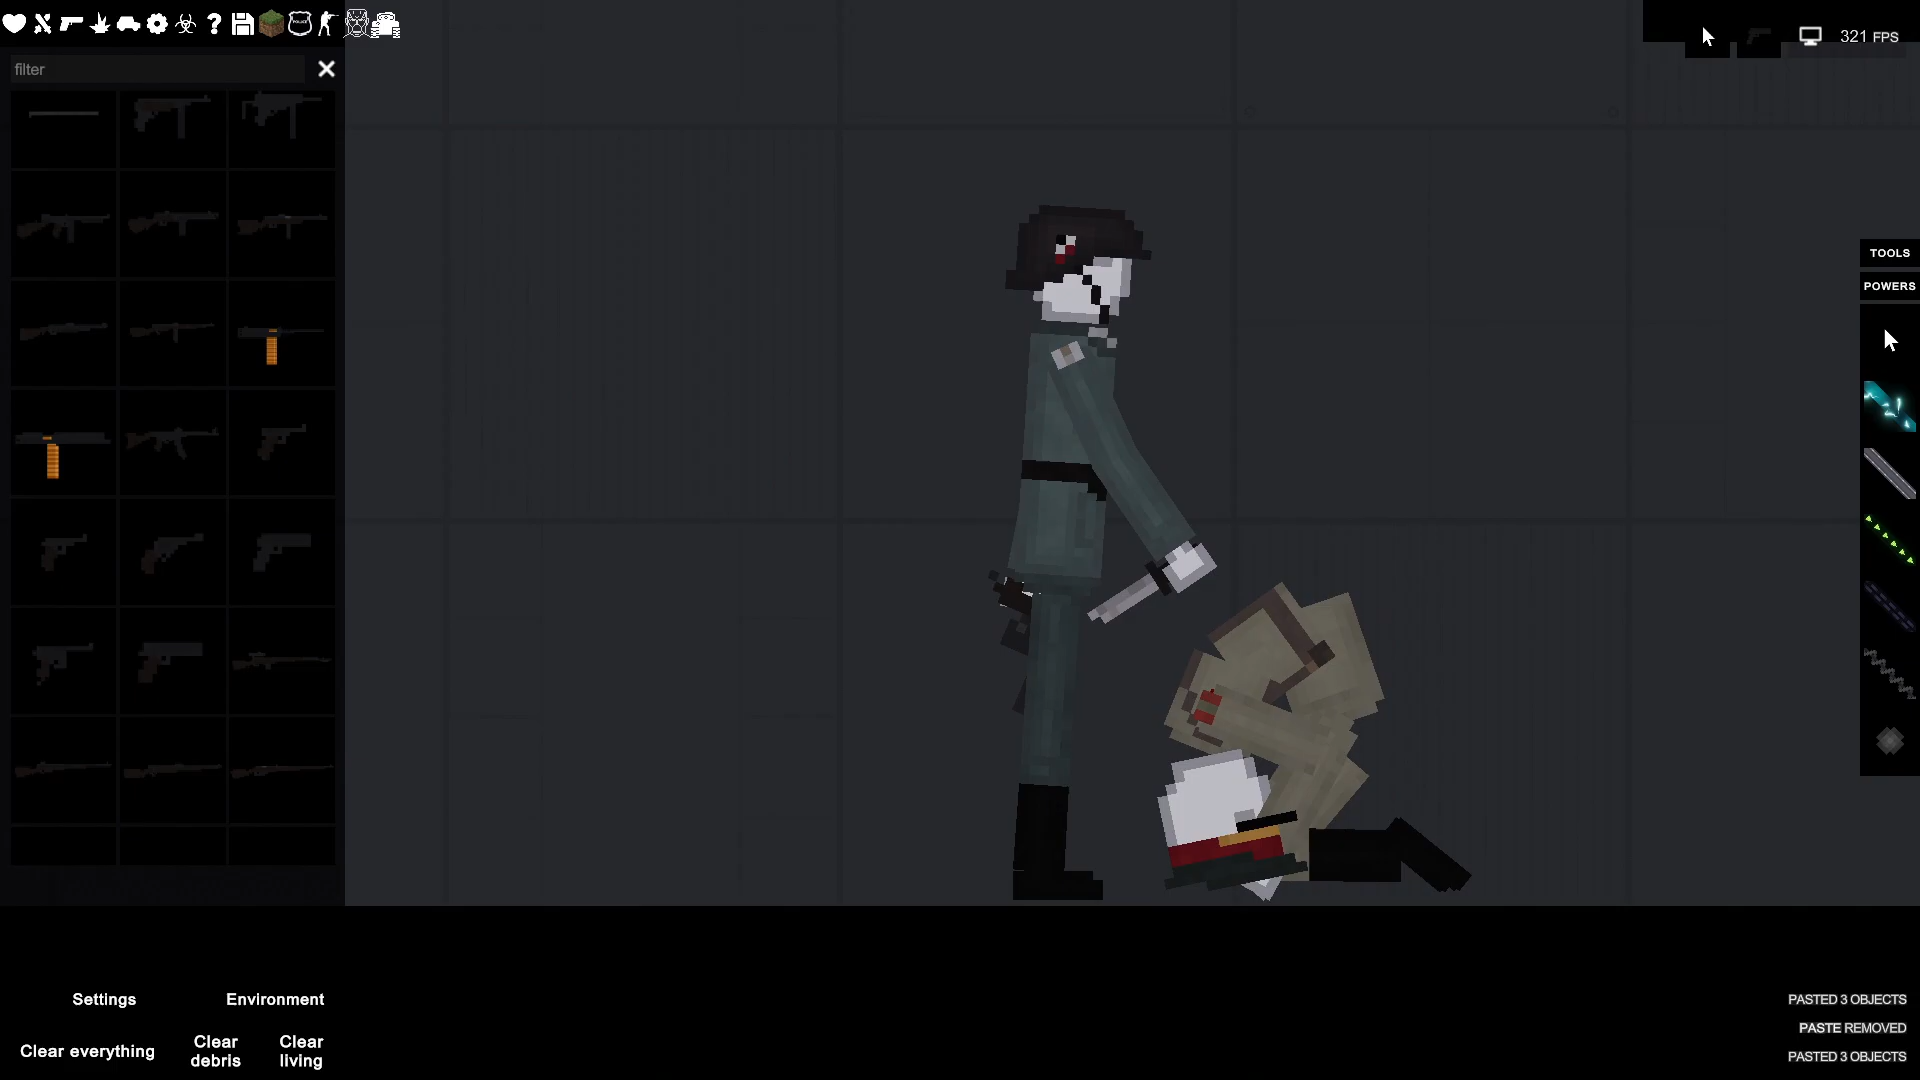 321 FPS
filter
TOOLS
POWERS
Settings
Environment
Clear everything
Clear
debris
Clear
living
PASTED 3 OBJECTS
PASTE REMOVED
PASTED 3 OBJECTS